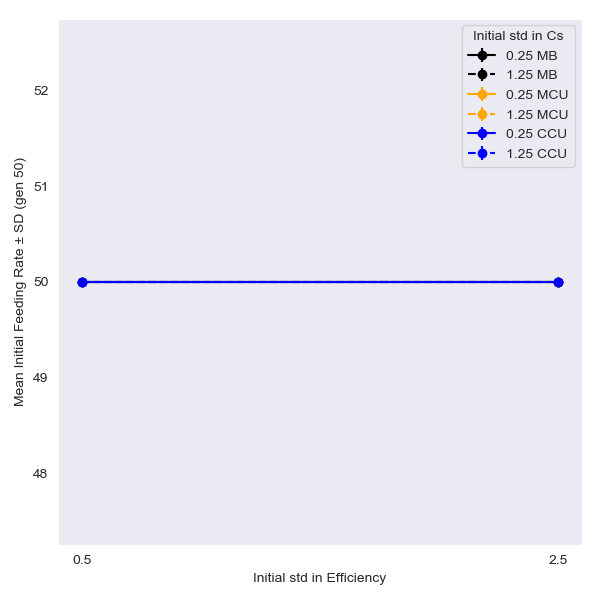 Initial std in Cs
0.25 MB
1.25 MB
0.25 MCU
1.25 MCU
0.25 CCU
1.25 CCU
52
51
50
49
48
Mean Initial Feeding Rate ± SD (gen 50)
0.5
2.5
Initial std in Efficiency